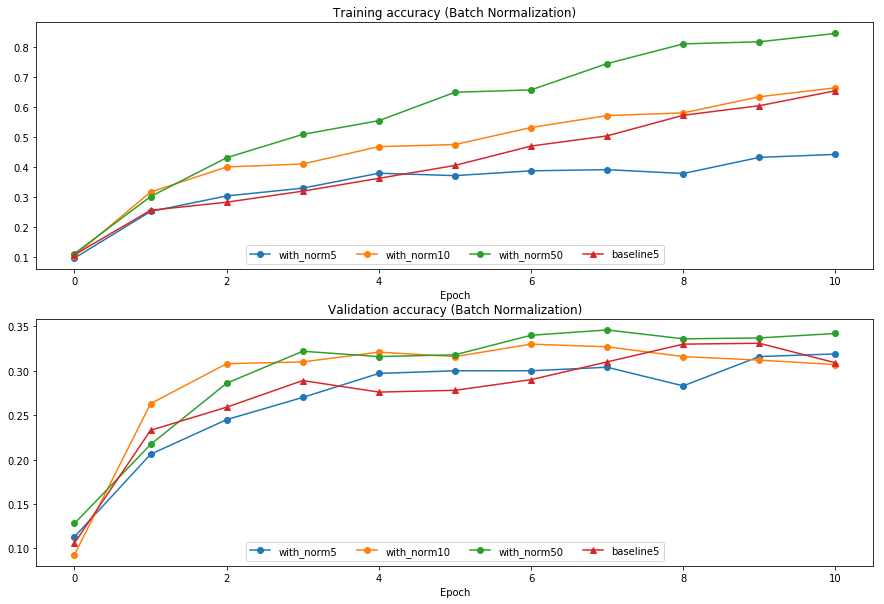 Training accuracy (Batch Normalization)
0.8
0.7
0.6
0.5
0.4
0.3
0.2
0.1
with_norm5 with_norm10 with_norm50 baseline5
0 2 4 6 8 10
Epoch
Validation accuracy (Batch Normalization)
0.35
0.30
0.25
0.20
0.15
0.10
with_norm5 with_norm10 with_norm50 baseline5
0 2 4 6 8 10
Epoch